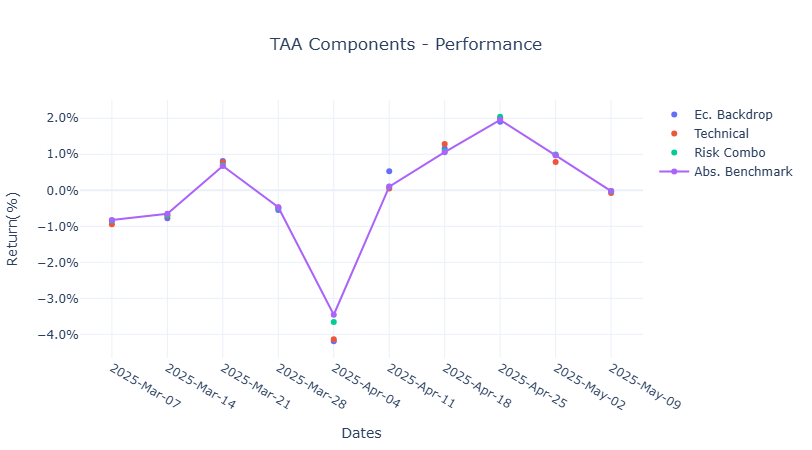 TAA Components - Performance
Ec. Backdrop
Technical
Risk Combo
Abs. Benchmark
2.0%
1.0%
0.0%
−1.0%
−2.0%
−3.0%
−4.0%
Return(%)
2025-Mar-07
2025-Mar-14
2025-Mar-21
2025-Mar-28
2025-Apr-04
2025-Apr-11
2025-Apr-18
2025-Apr-25
2025-May-02
2025-May-09
Dates